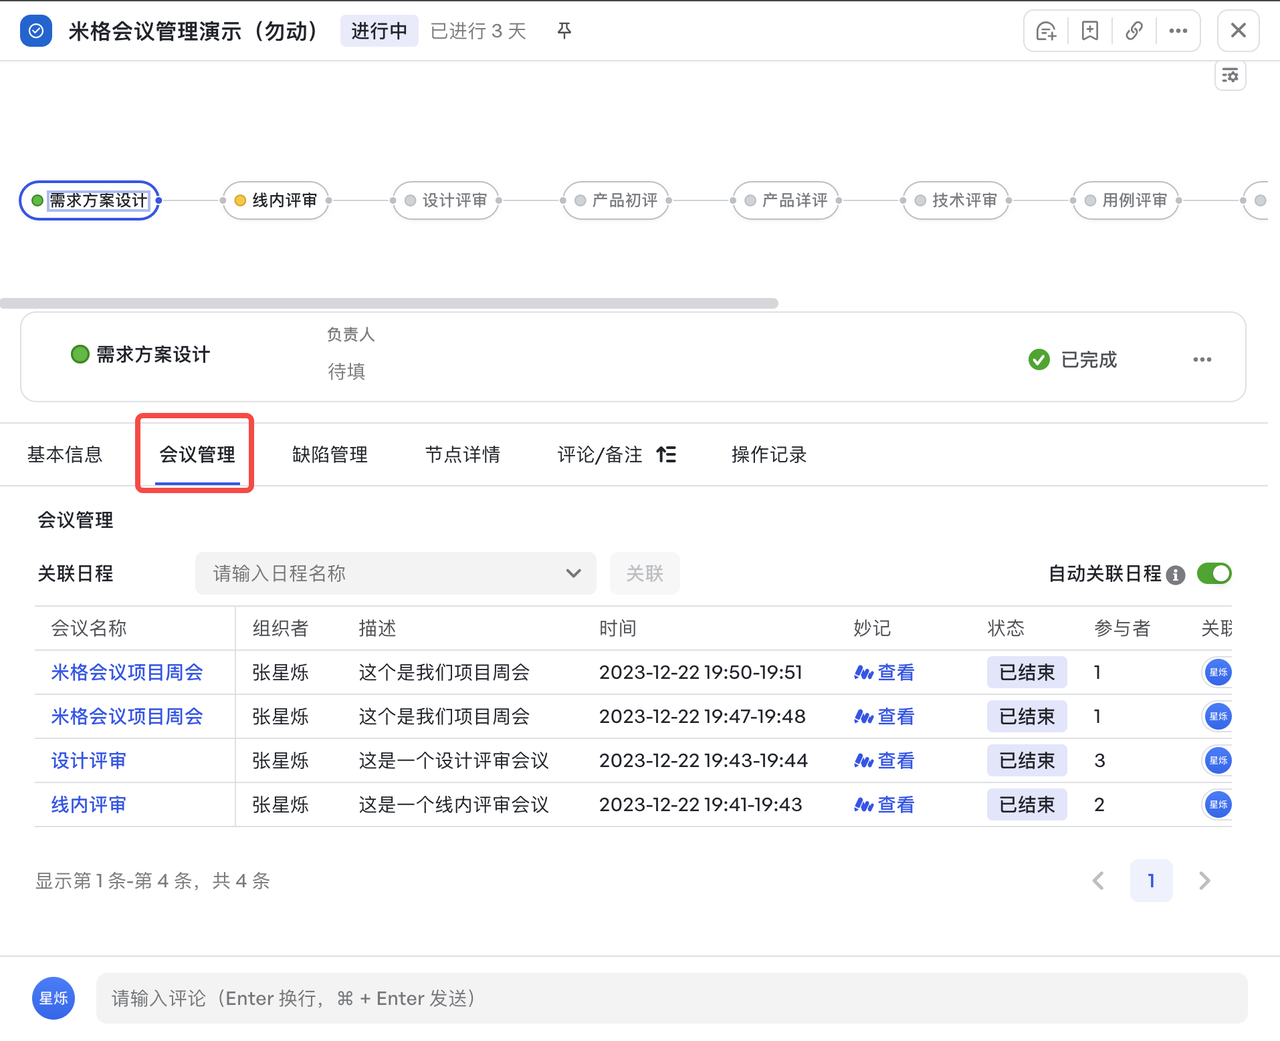 米格会议管理演示（勿动） 进行中 已进行 3 天
需求方案设计 线内评审 设计评审 产品初评 产品详评 技术评审 用例评审
负责人
需求方案设计 已完成
待填
基本信息 会议管理 缺陷管理 节点详情 评论/备注 操作记录
会议管理
关联日程 请输入日程名称 关联 自动关联日程
会议名称 组织者 描述 时间 妙记 状态 参与者 关联
米格会议项目周会 张星烁 这个是我们项目周会 2023-12-22 19:50-19:51 查看 已结束 1 星烁
米格会议项目周会 张星烁 这个是我们项目周会 2023-12-22 19:47-19:48 查看 已结束 1 星烁
设计评审 张星烁 这是一个设计评审会议 2023-12-22 19:43-19:44 查看 已结束 3 星烁
线内评审 张星烁 这是一个线内评审会议 2023-12-22 19:41-19:43 查看 已结束 2 星烁
显示第 1 条-第 4 条，共 4 条 1
星烁 请输入评论（Enter 换行，⌘ + Enter 发送）